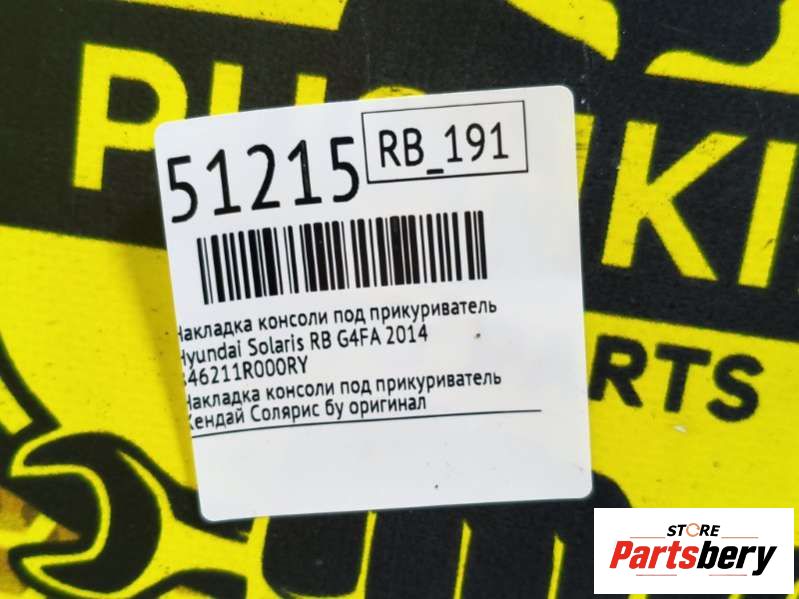 51215
RB_191
Накладка консоли под прикуриватель
Hyundai Solaris RB G4FA 2014
846211R000RY
Накладка консоли под прикуриватель
Хендай Солярис бу оригинал
RTS
STORE
Partsbery